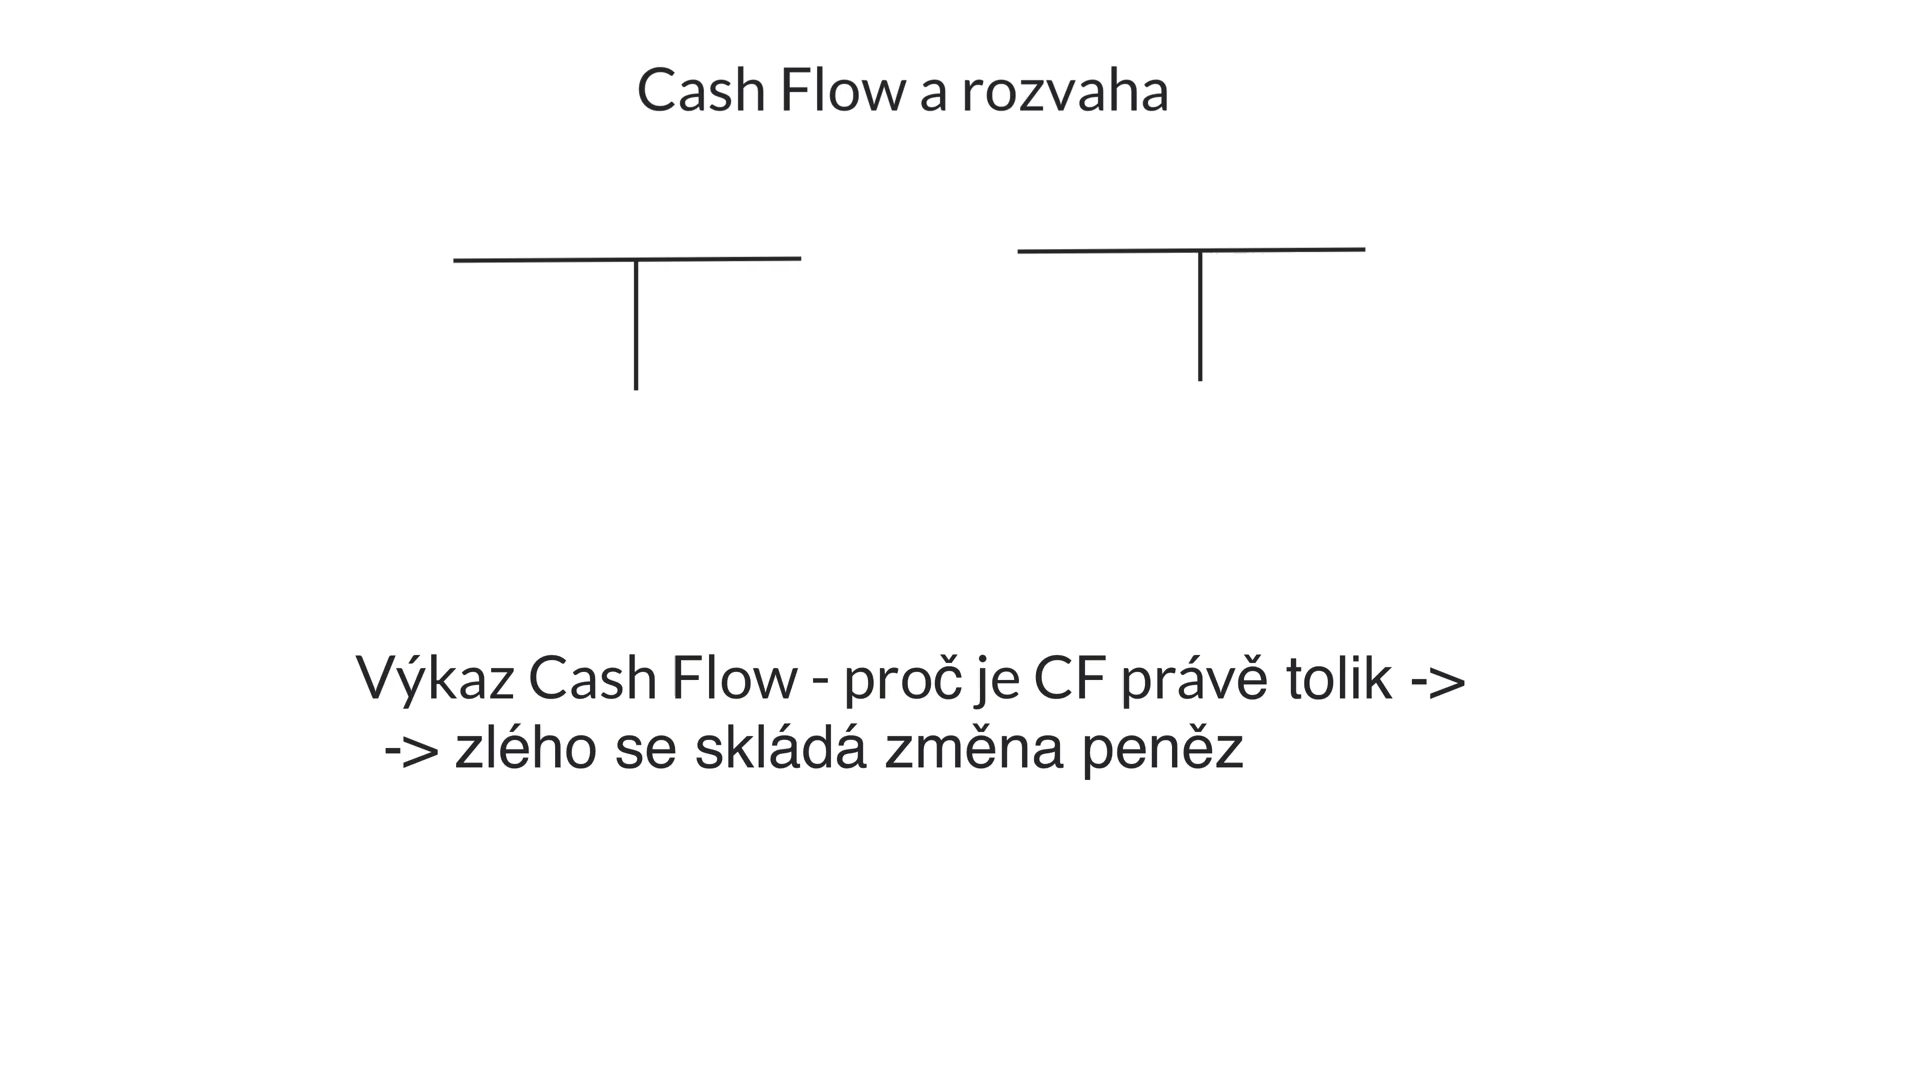 Cash Flow a rozvaha
Výkaz Cash Flow - proč je CF právě tolik ->
-> zlého se skládá změna peněz